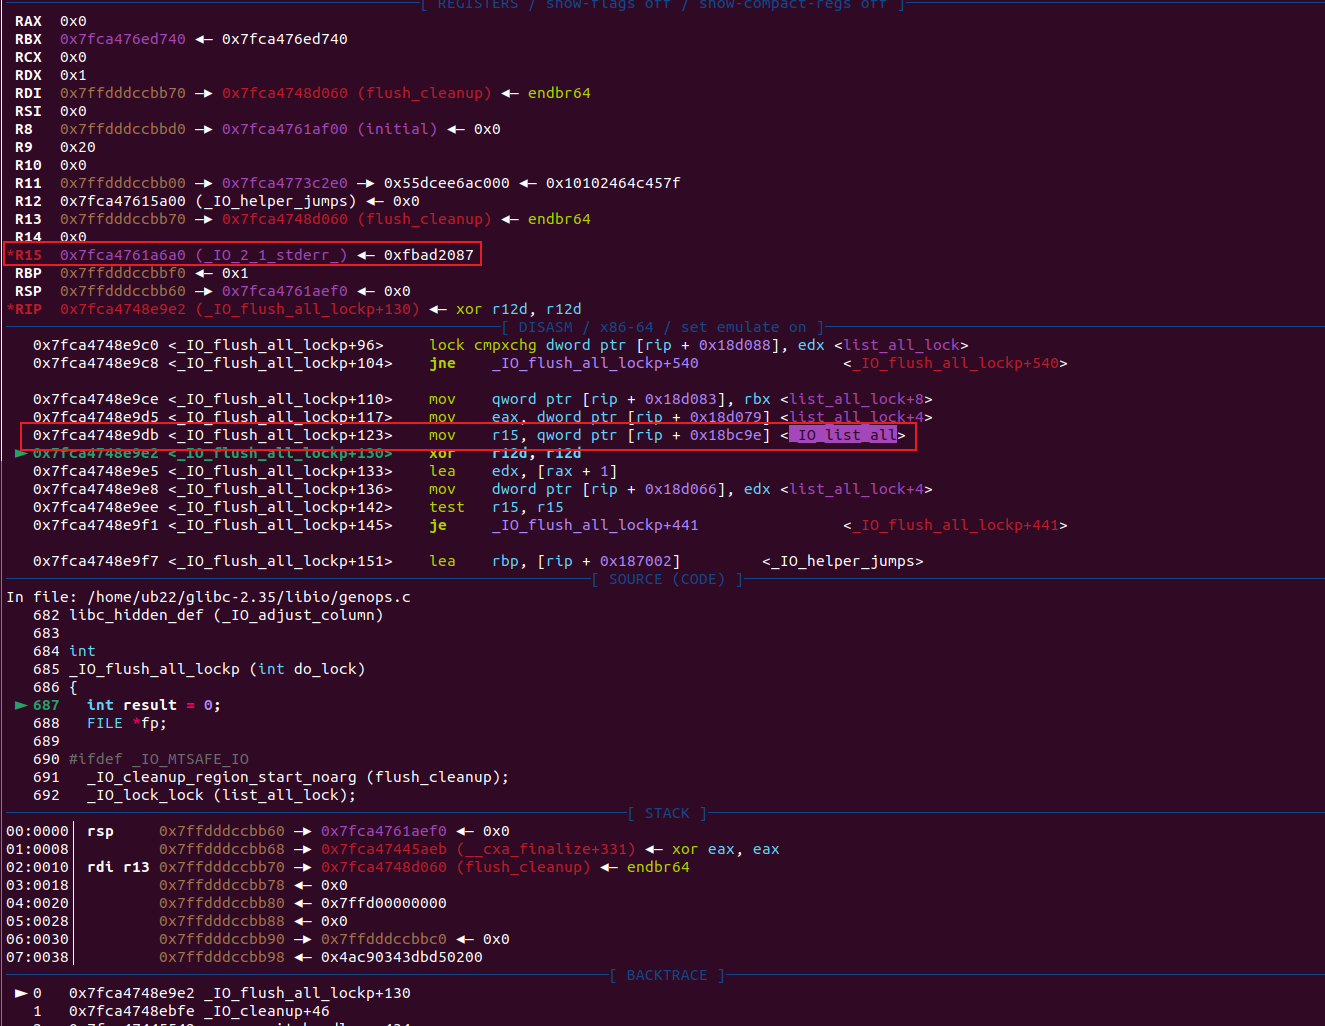 [ REGISTERS / show-flags off / show-compact-regs off ]
RAX 0x0
RBX 0x7fca476ed740 ◂— 0x7fca476ed740
RCX 0x0
RDX 0x1
RDI 0x7ffdddccbb70 —▸ 0x7fca4748d060 (flush_cleanup) ◂— endbr64
RSI 0x0
R8 0x7ffdddccbbd0 —▸ 0x7fca4761af00 (initial) ◂— 0x0
R9 0x20
R10 0x0
R11 0x7ffdddccbb00 —▸ 0x7fca4773c2e0 —▸ 0x55dcee6ac000 ◂— 0x10102464c457f
R12 0x7fca47615a00 (_IO_helper_jumps) ◂— 0x0
R13 0x7ffdddccbb70 —▸ 0x7fca4748d060 (flush_cleanup) ◂— endbr64
R14 0x0
*R15 0x7fca4761a6a0 (_IO_2_1_stderr_) ◂— 0xfbad2087
RBP 0x7ffdddccbbf0 ◂— 0x1
RSP 0x7ffdddccbb60 —▸ 0x7fca4761aef0 ◂— 0x0
*RIP 0x7fca4748e9e2 (_IO_flush_all_lockp+130) ◂— xor r12d, r12d
[ DISASM / x86-64 / set emulate on ]
0x7fca4748e9c0 <_IO_flush_all_lockp+96> lock cmpxchg dword ptr [rip + 0x18d088], edx <list_all_lock>
0x7fca4748e9c8 <_IO_flush_all_lockp+104> jne _IO_flush_all_lockp+540 <_IO_flush_all_lockp+540>
0x7fca4748e9ce <_IO_flush_all_lockp+110> mov qword ptr [rip + 0x18d083], rbx <list_all_lock+8>
0x7fca4748e9d5 <_IO_flush_all_lockp+117> mov eax, dword ptr [rip + 0x18d079] <list_all_lock+4>
0x7fca4748e9db <_IO_flush_all_lockp+123> mov r15, qword ptr [rip + 0x18bc9e] <_IO_list_all>
► 0x7fca4748e9e2 <_IO_flush_all_lockp+130> xor r12d, r12d
0x7fca4748e9e5 <_IO_flush_all_lockp+133> lea edx, [rax + 1]
0x7fca4748e9e8 <_IO_flush_all_lockp+136> mov dword ptr [rip + 0x18d066], edx <list_all_lock+4>
0x7fca4748e9ee <_IO_flush_all_lockp+142> test r15, r15
0x7fca4748e9f1 <_IO_flush_all_lockp+145> je _IO_flush_all_lockp+441 <_IO_flush_all_lockp+441>
0x7fca4748e9f7 <_IO_flush_all_lockp+151> lea rbp, [rip + 0x187002] <_IO_helper_jumps>
[ SOURCE (CODE) ]
In file: /home/ub22/glibc-2.35/libio/genops.c
682 libc_hidden_def (_IO_adjust_column)
683
684 int
685 _IO_flush_all_lockp (int do_lock)
686 {
► 687 int result = 0;
688 FILE *fp;
689
690 #ifdef _IO_MTSAFE_IO
691 _IO_cleanup_region_start_noarg (flush_cleanup);
692 _IO_lock_lock (list_all_lock);
[ STACK ]
00:0000│ rsp 0x7ffdddccbb60 —▸ 0x7fca4761aef0 ◂— 0x0
01:0008│ 0x7ffdddccbb68 —▸ 0x7fca47445aeb (__cxa_finalize+331) ◂— xor eax, eax
02:0010│ rdi r13 0x7ffdddccbb70 —▸ 0x7fca4748d060 (flush_cleanup) ◂— endbr64
03:0018│ 0x7ffdddccbb78 ◂— 0x0
04:0020│ 0x7ffdddccbb80 ◂— 0x7ffd00000000
05:0028│ 0x7ffdddccbb88 ◂— 0x0
06:0030│ 0x7ffdddccbb90 —▸ 0x7ffdddccbbc0 ◂— 0x0
07:0038│ 0x7ffdddccbb98 ◂— 0x4ac90343dbd50200
[ BACKTRACE ]
► 0 0x7fca4748e9e2 _IO_flush_all_lockp+130
1 0x7fca4748ebfe _IO_cleanup+46